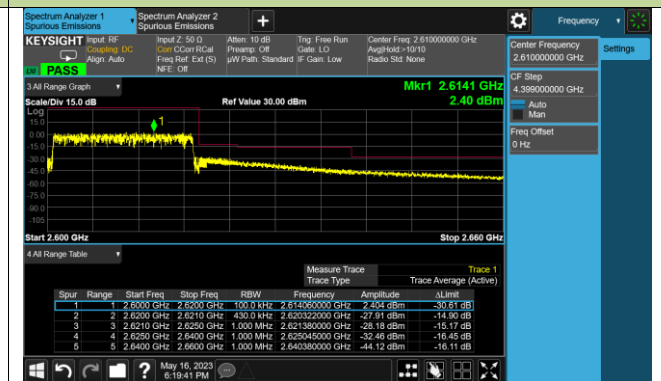 Spectrum Analyzer 1
Spurious Emissions
Spectrum Analyzer 2
Spurious Emissions
Frequency
KEYSIGHT
Input: RF
Coupling: DC
Align: Auto
Input Z: 50 Ω
Corr CCorr RCal
Freq Ref: Ext (S)
NFE: Off
Atten: 10 dB
Preamp: Off
µW Path: Standard
Trig: Free Run
Gate: LO
IF Gain: Low
Center Freq: 2.610000000 GHz
Avg|Hold:>10/10
Radio Std: None
PASS
Center Frequency
2.610000000 GHz
Settings
CF Step
4.399000000 GHz
Auto
Man
Freq Offset
0 Hz
3 All Range Graph
Mkr1 2.6141 GHz
Scale/Div 15.0 dB
Ref Value 30.00 dBm
2.40 dBm
Log
15.0
0.00
-15.0
-30.0
-45.0
-60.0
-75.0
-90.0
-105
1
Start 2.600 GHz
Stop 2.660 GHz
4 All Range Table
Measure Trace Trace 1
Trace Type Trace Average (Active)
Spur Range Start Freq Stop Freq RBW Frequency Amplitude ΔLimit
1 1 2.6000 GHz 2.6200 GHz 100.0 kHz 2.614060000 GHz 2.404 dBm -30.61 dB
2 2 2.6200 GHz 2.6210 GHz 430.0 kHz 2.620322000 GHz -27.91 dBm -14.90 dB
3 3 2.6210 GHz 2.6250 GHz 1.000 MHz 2.621380000 GHz -28.18 dBm -15.17 dB
4 4 2.6250 GHz 2.6400 GHz 1.000 MHz 2.625045000 GHz -32.46 dBm -16.45 dB
5 5 2.6400 GHz 2.6600 GHz 1.000 MHz 2.640380000 GHz -44.12 dBm -16.11 dB
May 16, 2023
6:19:41 PM